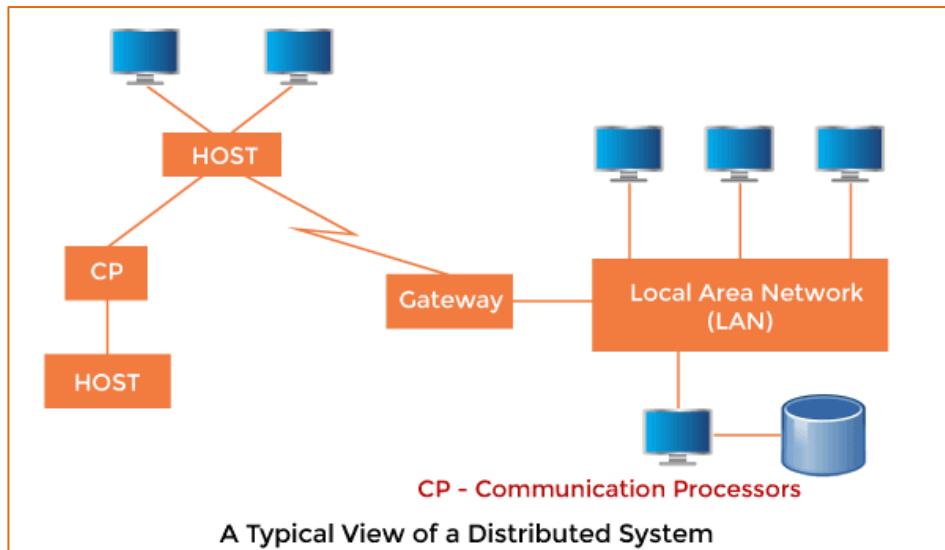 HOST
CP
HOST
Gateway
Local Area Network
(LAN)
CP - Communication Processors
A Typical View of a Distributed System